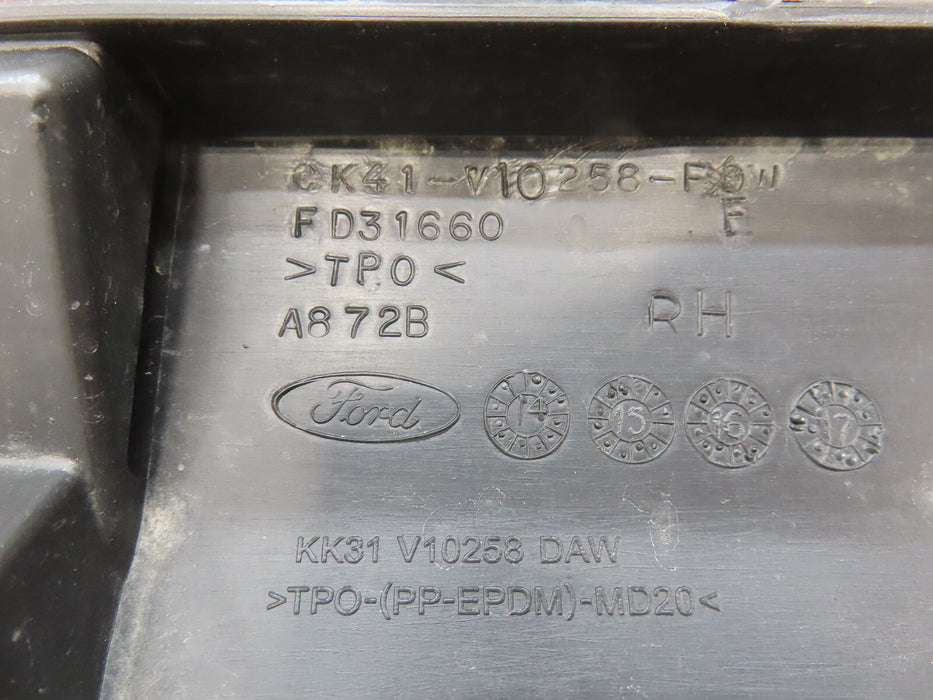 CK41-V10258-F W
F
FD31660
>TPO<
A872B
RH
Ford
14
15
16
17
KK31 V10258 DAW
>TPO-(PP-EPDM)-MD20<